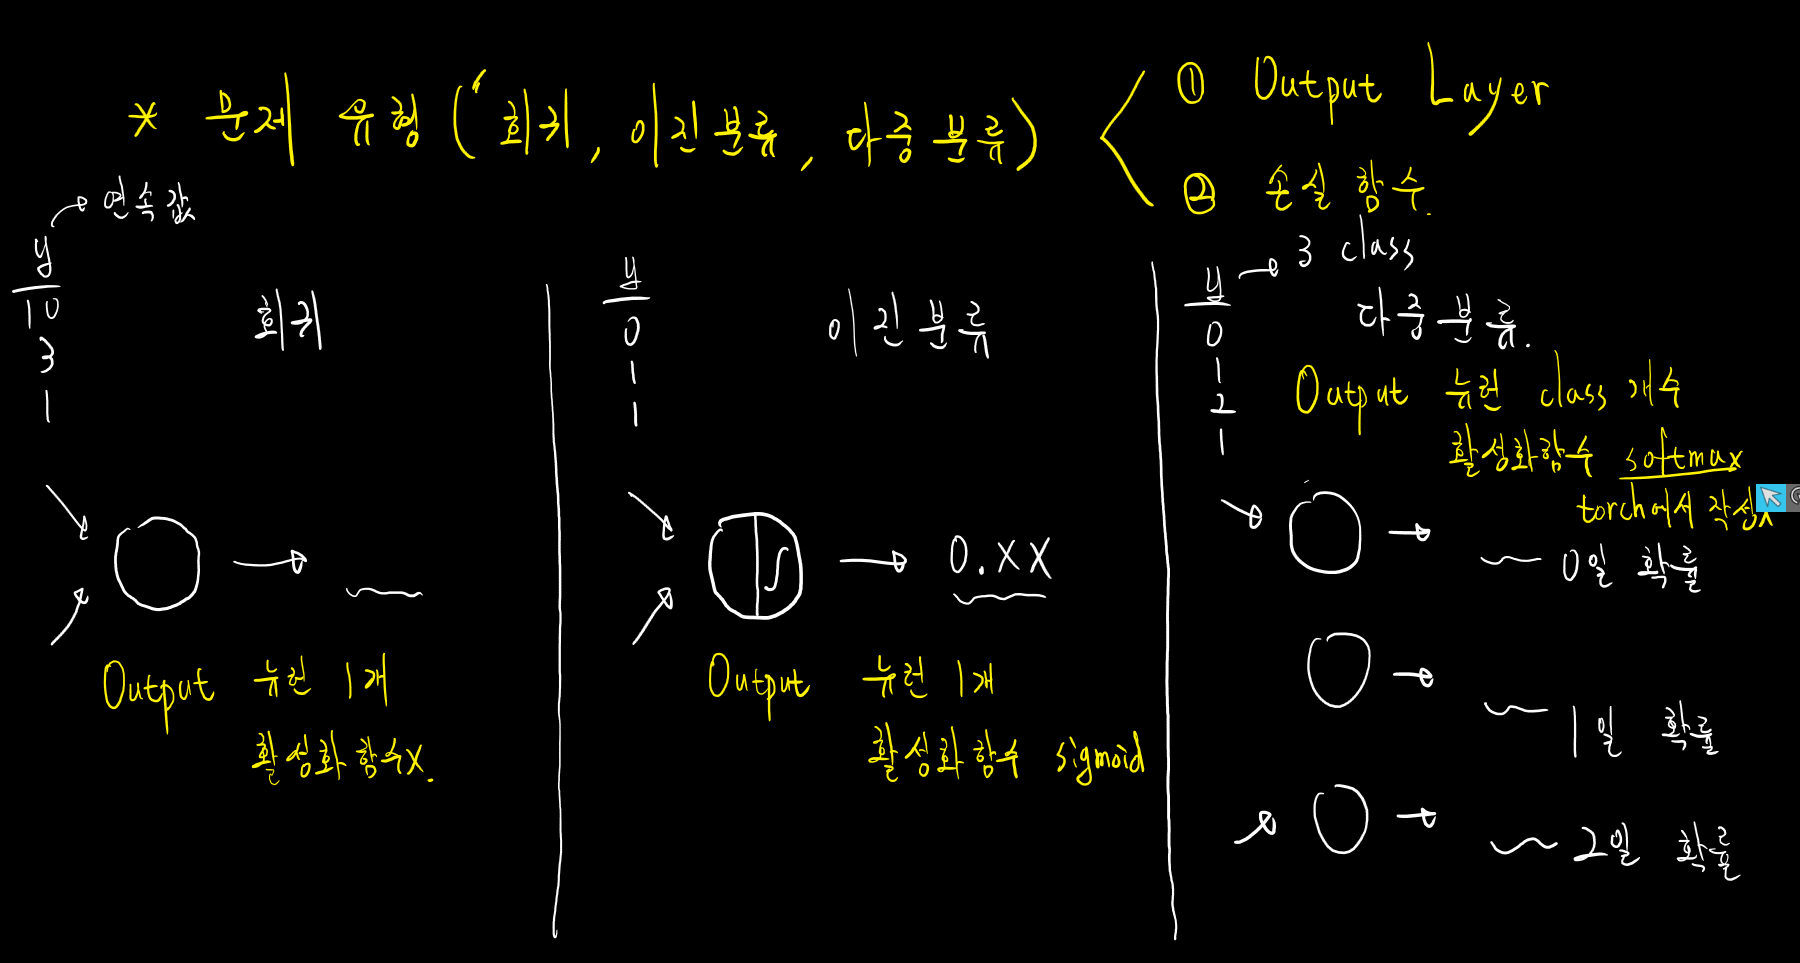 * 문제 유형 (회귀, 이진분류, 다중분류)
① Output Layer
② 손실 함수.
연속값
y
10
3
1
회귀
Output 뉴런 1개
활성화 함수 X.
y
0
1
1
이진분류
0.XX
Output 뉴런 1개
활성화 함수 sigmoid
y
0
1
2
1
3 class
다중분류.
Output 뉴런 class 개수
활성화함수 softmax
torch에서 작성X
0일 확률
1일 확률
2일 확률